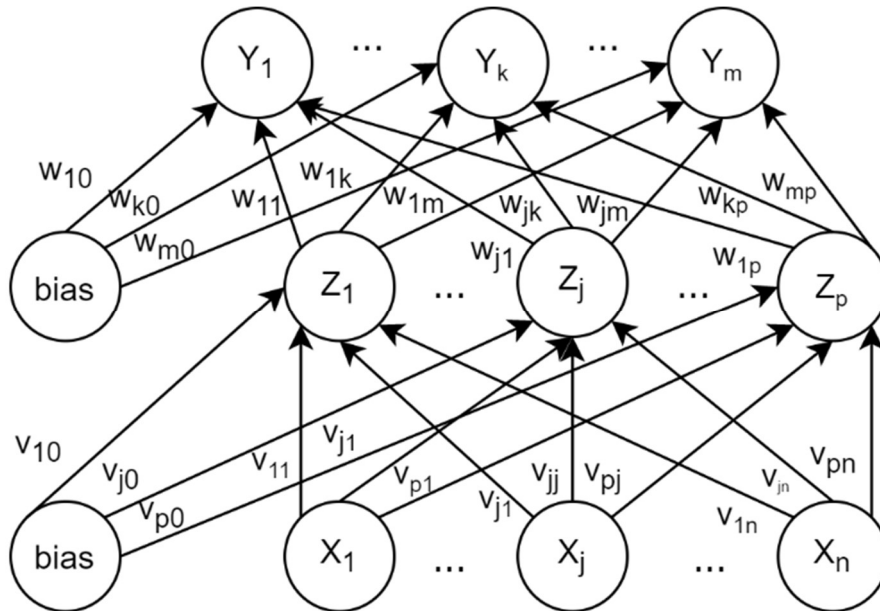 Y₁ ... Yₖ ... Yₘ
w₁₀ wₖ₀ w₁₁ w₁ₖ w₁ₘ wⱼₖ wⱼₘ wₖₚ wₘₚ
wₘ₀ wⱼ₁ w₁ₚ
bias Z₁ ... Zⱼ ... Zₚ
v₁₀ vⱼ₀ v₁₁ vⱼ₁ vₚ₁ vⱼⱼ vₚⱼ vⱼₙ vₚₙ
vₚ₀ vⱼ₁ v₁ₙ
bias X₁ ... Xⱼ ... Xₙ